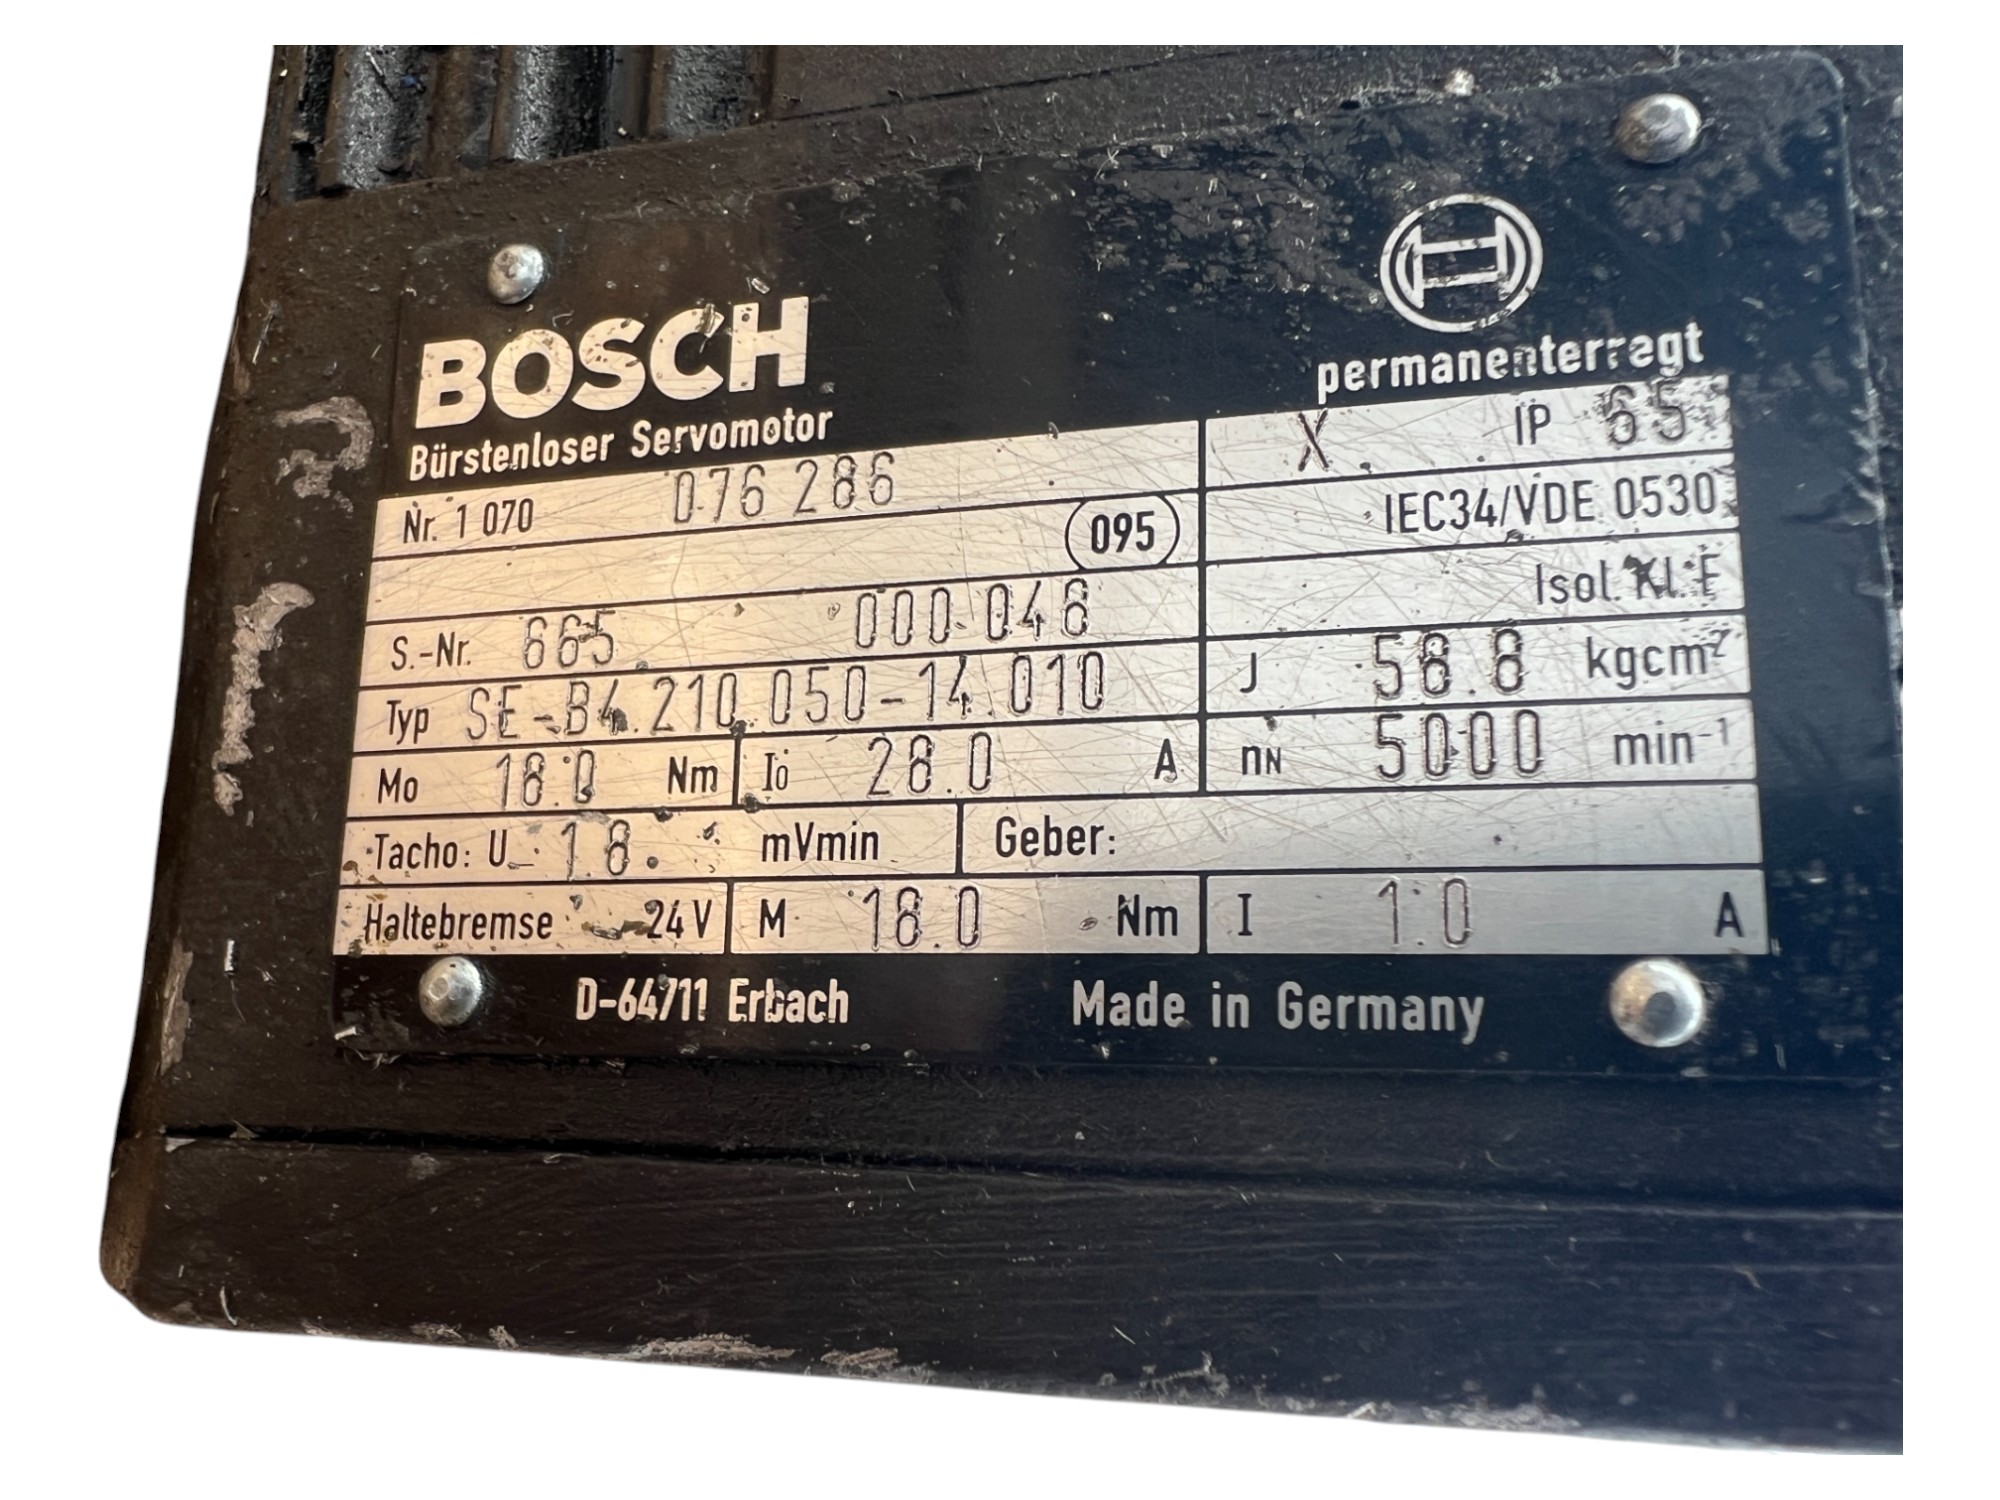 BOSCH
Bürstenloser Servomotor
permanenterregt
Nr. 1 070 076 286
X IP 65
095
IEC34/VDE 0530
Isol. Kl. F
S.-Nr. 665 000 048
J 58.8 kgcm²
Typ SE-B4.210.050-14.010
Mo 18.0 Nm Io 28.0 A
nN 5000 min⁻¹
Tacho: U 18. mVmin Geber:
Haltebremse 24V M 18.0 Nm I 1.0 A
D-64711 Erbach Made in Germany